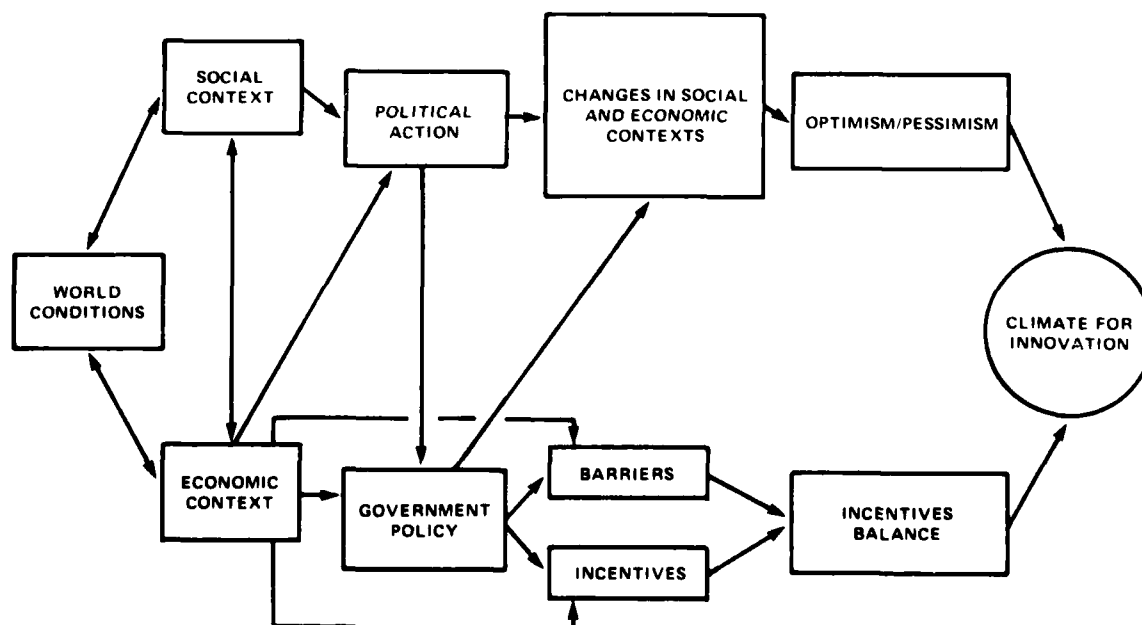 SOCIAL
CONTEXT
POLITICAL
ACTION
CHANGES IN SOCIAL
AND ECONOMIC
CONTEXTS
OPTIMISM/PESSIMISM
WORLD
CONDITIONS
CLIMATE FOR
INNOVATION
ECONOMIC
CONTEXT
GOVERNMENT
POLICY
BARRIERS
INCENTIVES
INCENTIVES
BALANCE